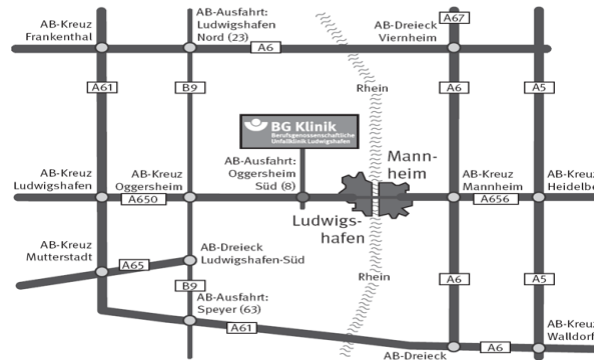 AB-Kreuz
Frankenthal
AB-Ausfahrt:
Ludwigshafen
Nord (23)
AB-Dreieck
Viernheim
A67
A6
A61
B9
Rhein
A6
A5
BG Klinik
Berufsgenossenschaftliche
Unfallklinik Ludwigshafen
AB-Kreuz
Ludwigshafen
AB-Kreuz
Oggersheim
AB-Ausfahrt:
Oggersheim
Süd (8)
Mann-
heim
AB-Kreuz
Mannheim
AB-Kreuz
Heidelbe
A650
A656
Ludwigs-
hafen
AB-Kreuz
Mutterstadt
A65
AB-Dreieck
Ludwigshafen-Süd
Rhein
B9
A6
A5
AB-Ausfahrt:
Speyer (63)
A61
AB-Kreuz
Walldorf
A6
AB-Dreieck